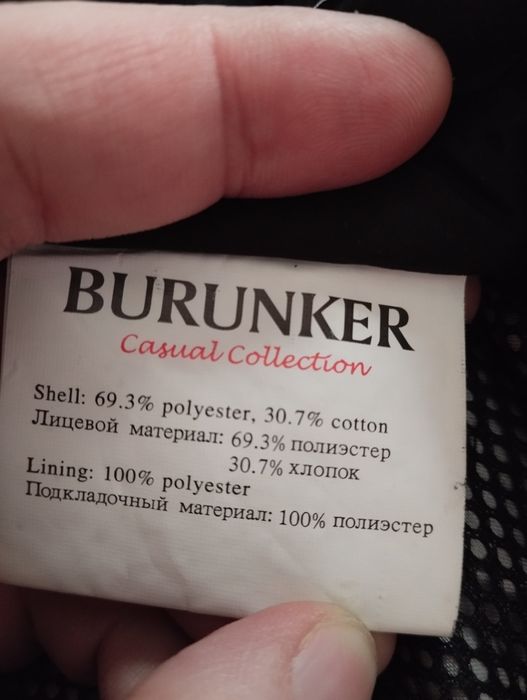 BURUNKER
Casual Collection
Shell: 69.3% polyester, 30.7% cotton
Лицевой материал: 69.3% полиэстер
30.7% хлопок
Lining: 100% polyester
Подкладочный материал: 100% полиэстер